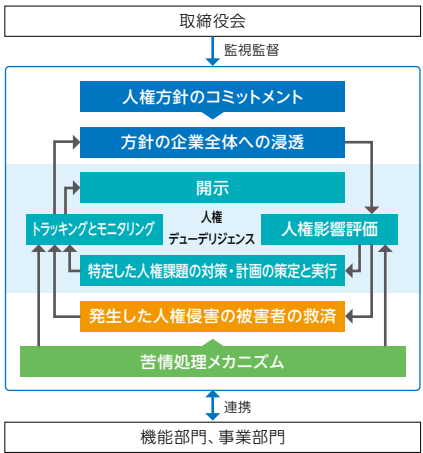 取締役会
監視監督
人権方針のコミットメント
方針の企業全体への浸透
開示
トラッキングとモニタリング
人権
デューデリジェンス
人権影響評価
特定した人権課題の対策・計画の策定と実行
発生した人権侵害の被害者の救済
苦情処理メカニズム
連携
機能部門、事業部門